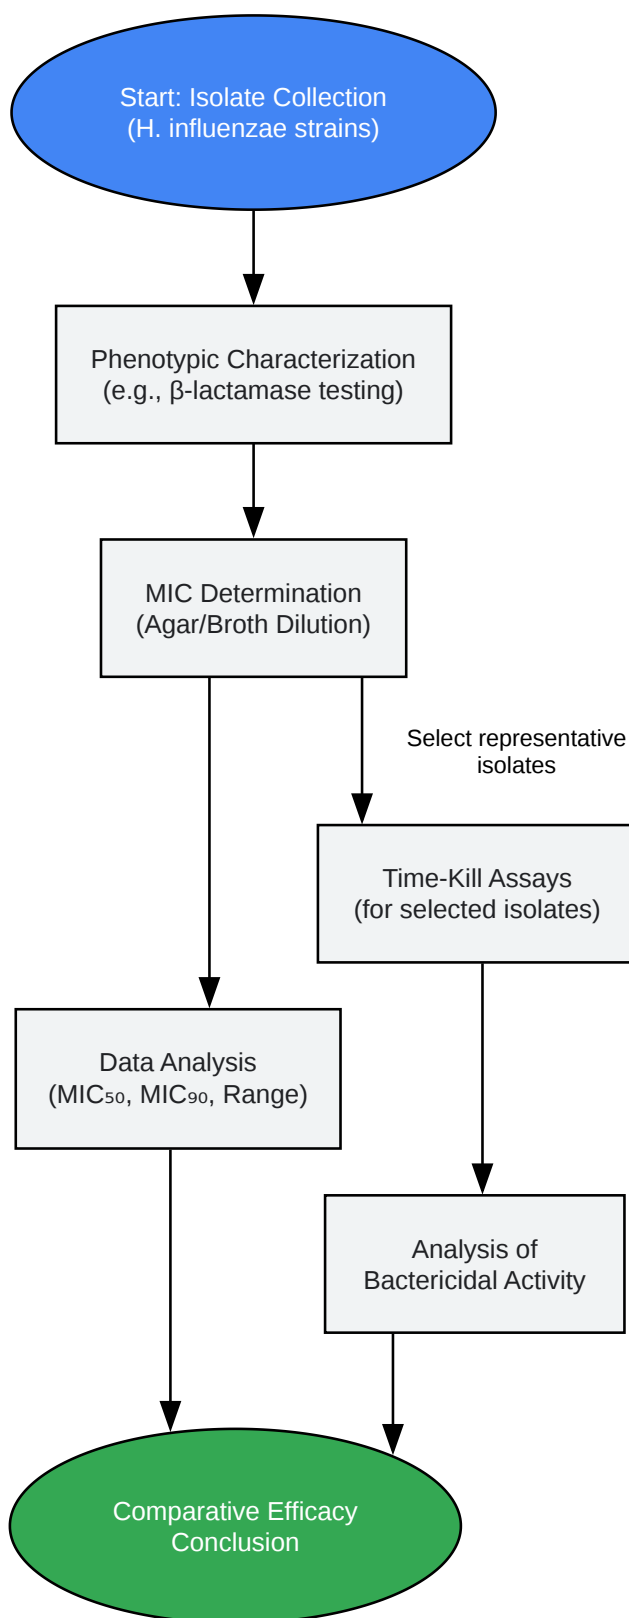 Start: Isolate Collection
(H. influenzae strains)
Phenotypic Characterization
(e.g., β-lactamase testing)
MIC Determination
(Agar/Broth Dilution)
Select representative
isolates
Time-Kill Assays
(for selected isolates)
Data Analysis
(MIC₅₀, MIC₉₀, Range)
Analysis of
Bactericidal Activity
Comparative Efficacy
Conclusion